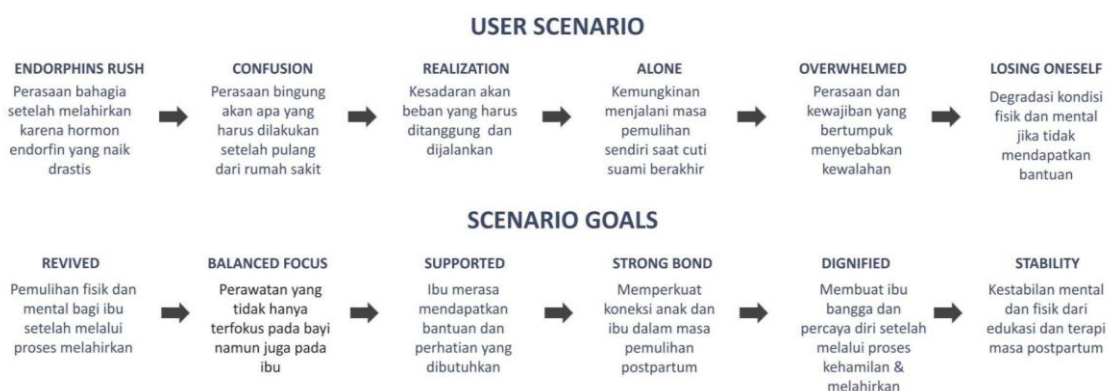 USER SCENARIO
ENDORPHINS RUSH
Perasaan bahagia
setelah melahirkan
karena hormon
endorfin yang naik
drastis
CONFUSION
Perasaan bingung
akan apa yang
harus dilakukan
setelah pulang
dari rumah sakit
REALIZATION
Kesadaran akan
beban yang harus
ditanggung dan
dijalankan
ALONE
Kemungkinan
menjalani masa
pemulihan
sendiri saat cuti
suami berakhir
OVERWHELMED
Perasaan dan
kewajiban yang
bertumpuk
menyebabkan
kewalahan
LOSING ONESELF
Degradasi kondisi
fisik dan mental
jika tidak
mendapatkan
bantuan
SCENARIO GOALS
REVIVED
Pemulihan fisik dan
mental bagi ibu
setelah melalui
proses melahirkan
BALANCED FOCUS
Perawatan yang
tidak hanya
terfokus pada bayi
namun juga pada
ibu
SUPPORTED
Ibu merasa
mendapatkan
bantuan dan
perhatian yang
dibutuhkan
STRONG BOND
Memperkuat
koneksi anak dan
ibu dalam masa
pemulihan
postpartum
DIGNIFIED
Membuat ibu
bangga dan
percaya diri setelah
melalui proses
kehamilan &
melahirkan
STABILITY
Kestabilan mental
dan fisik dari
edukasi dan terapi
masa postpartum